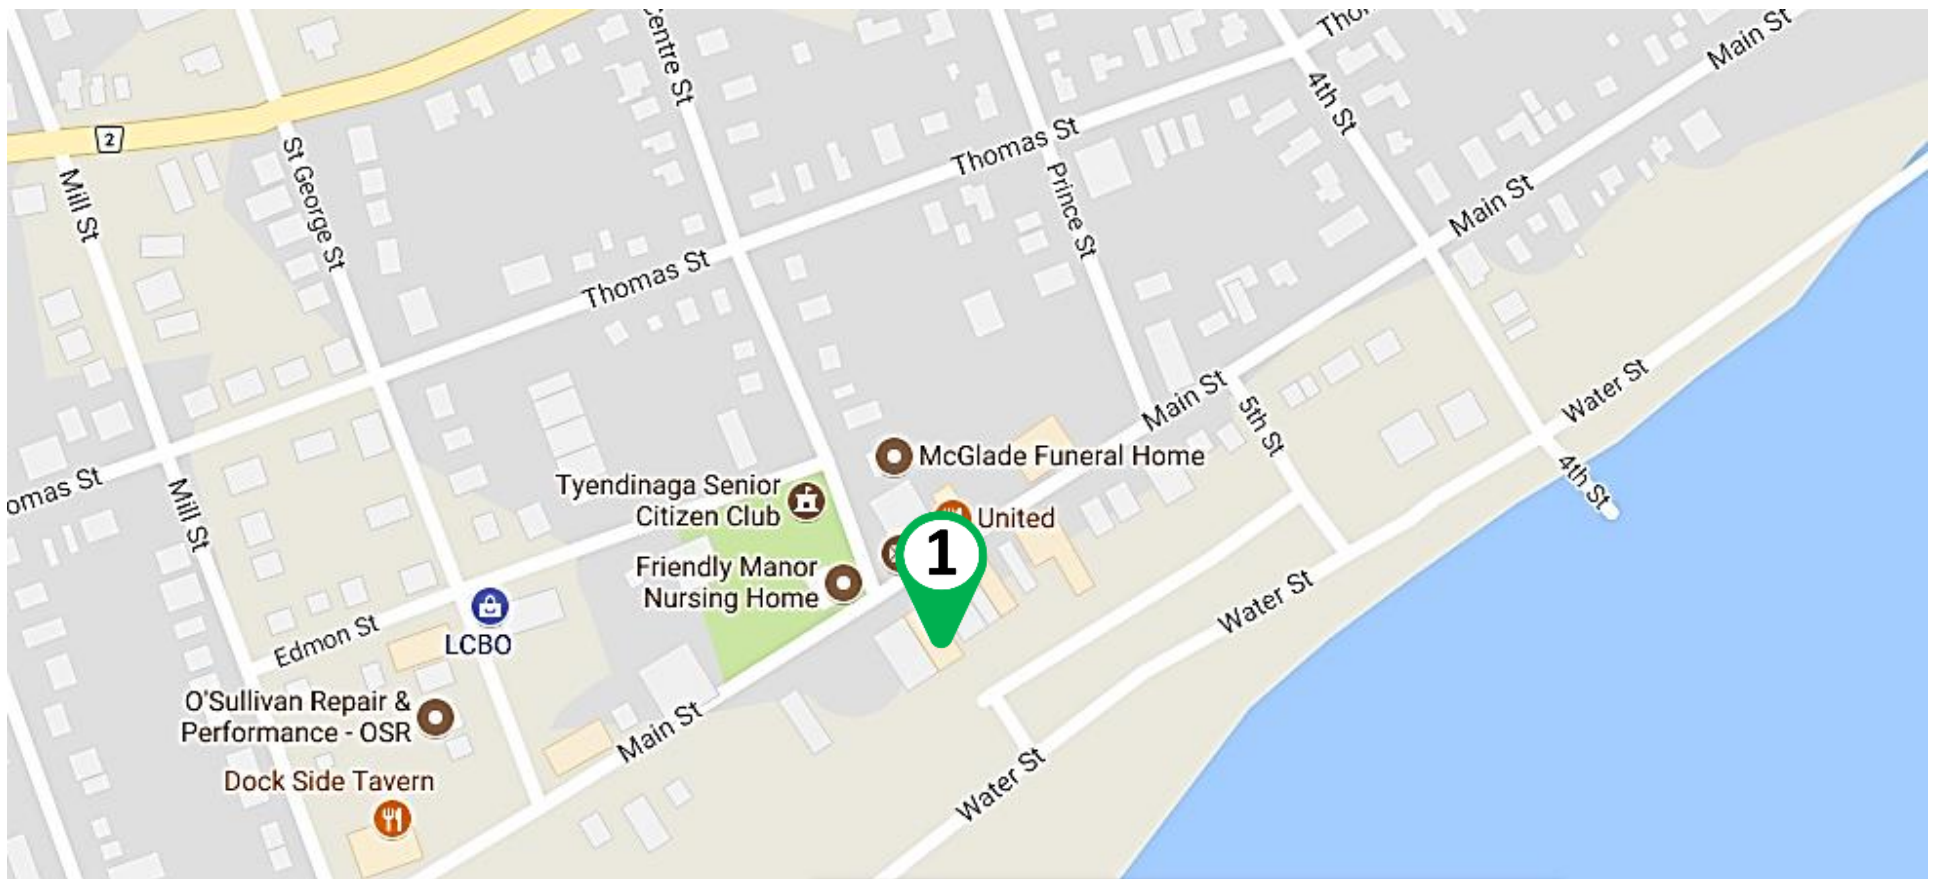 Centre St
Thom
Main St
2
4th St
St George St
Thomas St
Mill St
Prince St
Main St
Thomas St
Water St
Main St
5th St
McGlade Funeral Home
Tyendinaga Senior
Citizen Club
omas St
4th St
Mill St
United
1
Friendly Manor
Nursing Home
Water St
Edmon St
LCBO
O'Sullivan Repair &
Performance - OSR
Main St
Dock Side Tavern
Water St